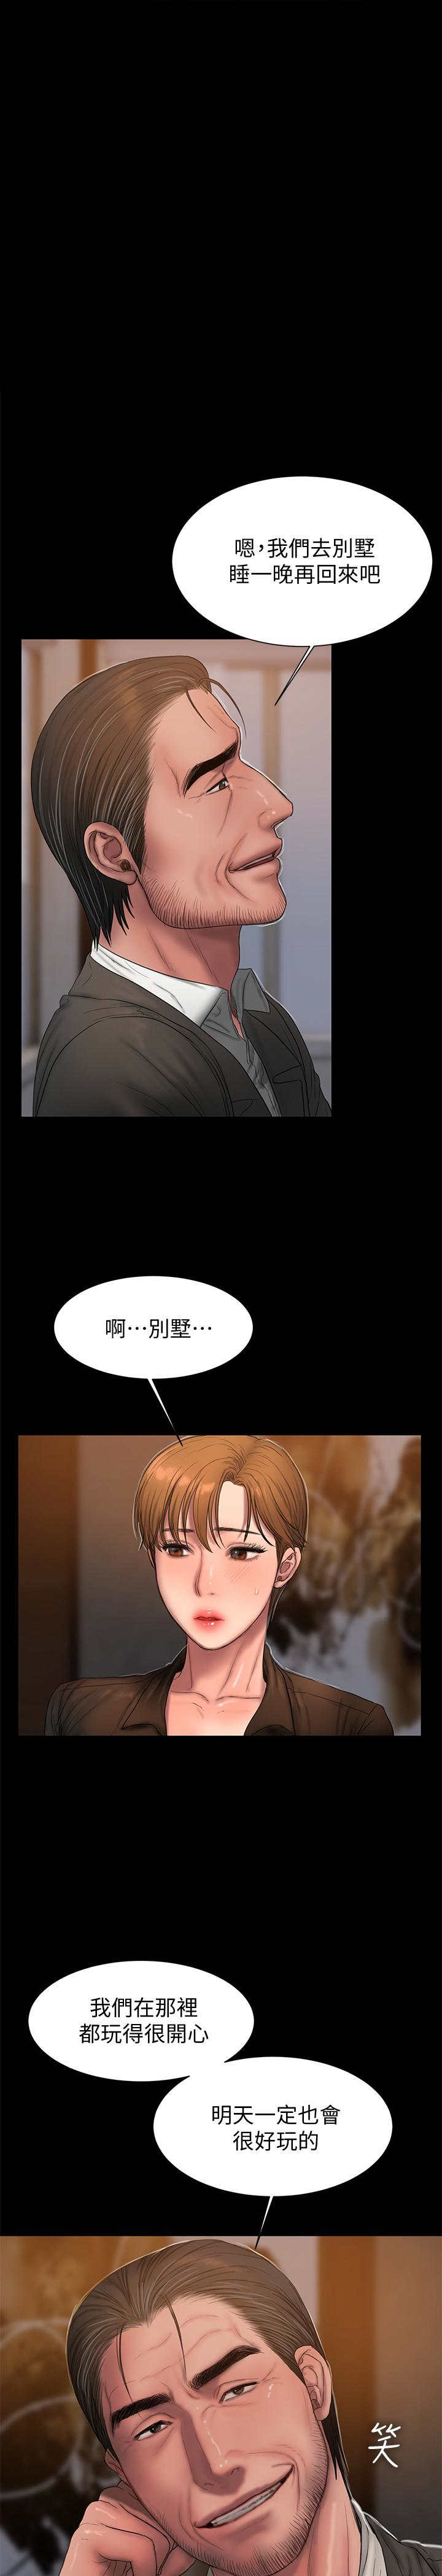 嗯,我們去別墅
睡一晚再回來吧
啊⋯別墅⋯
我們在那裡
都玩得很開心
明天一定也會
很好玩的
笑